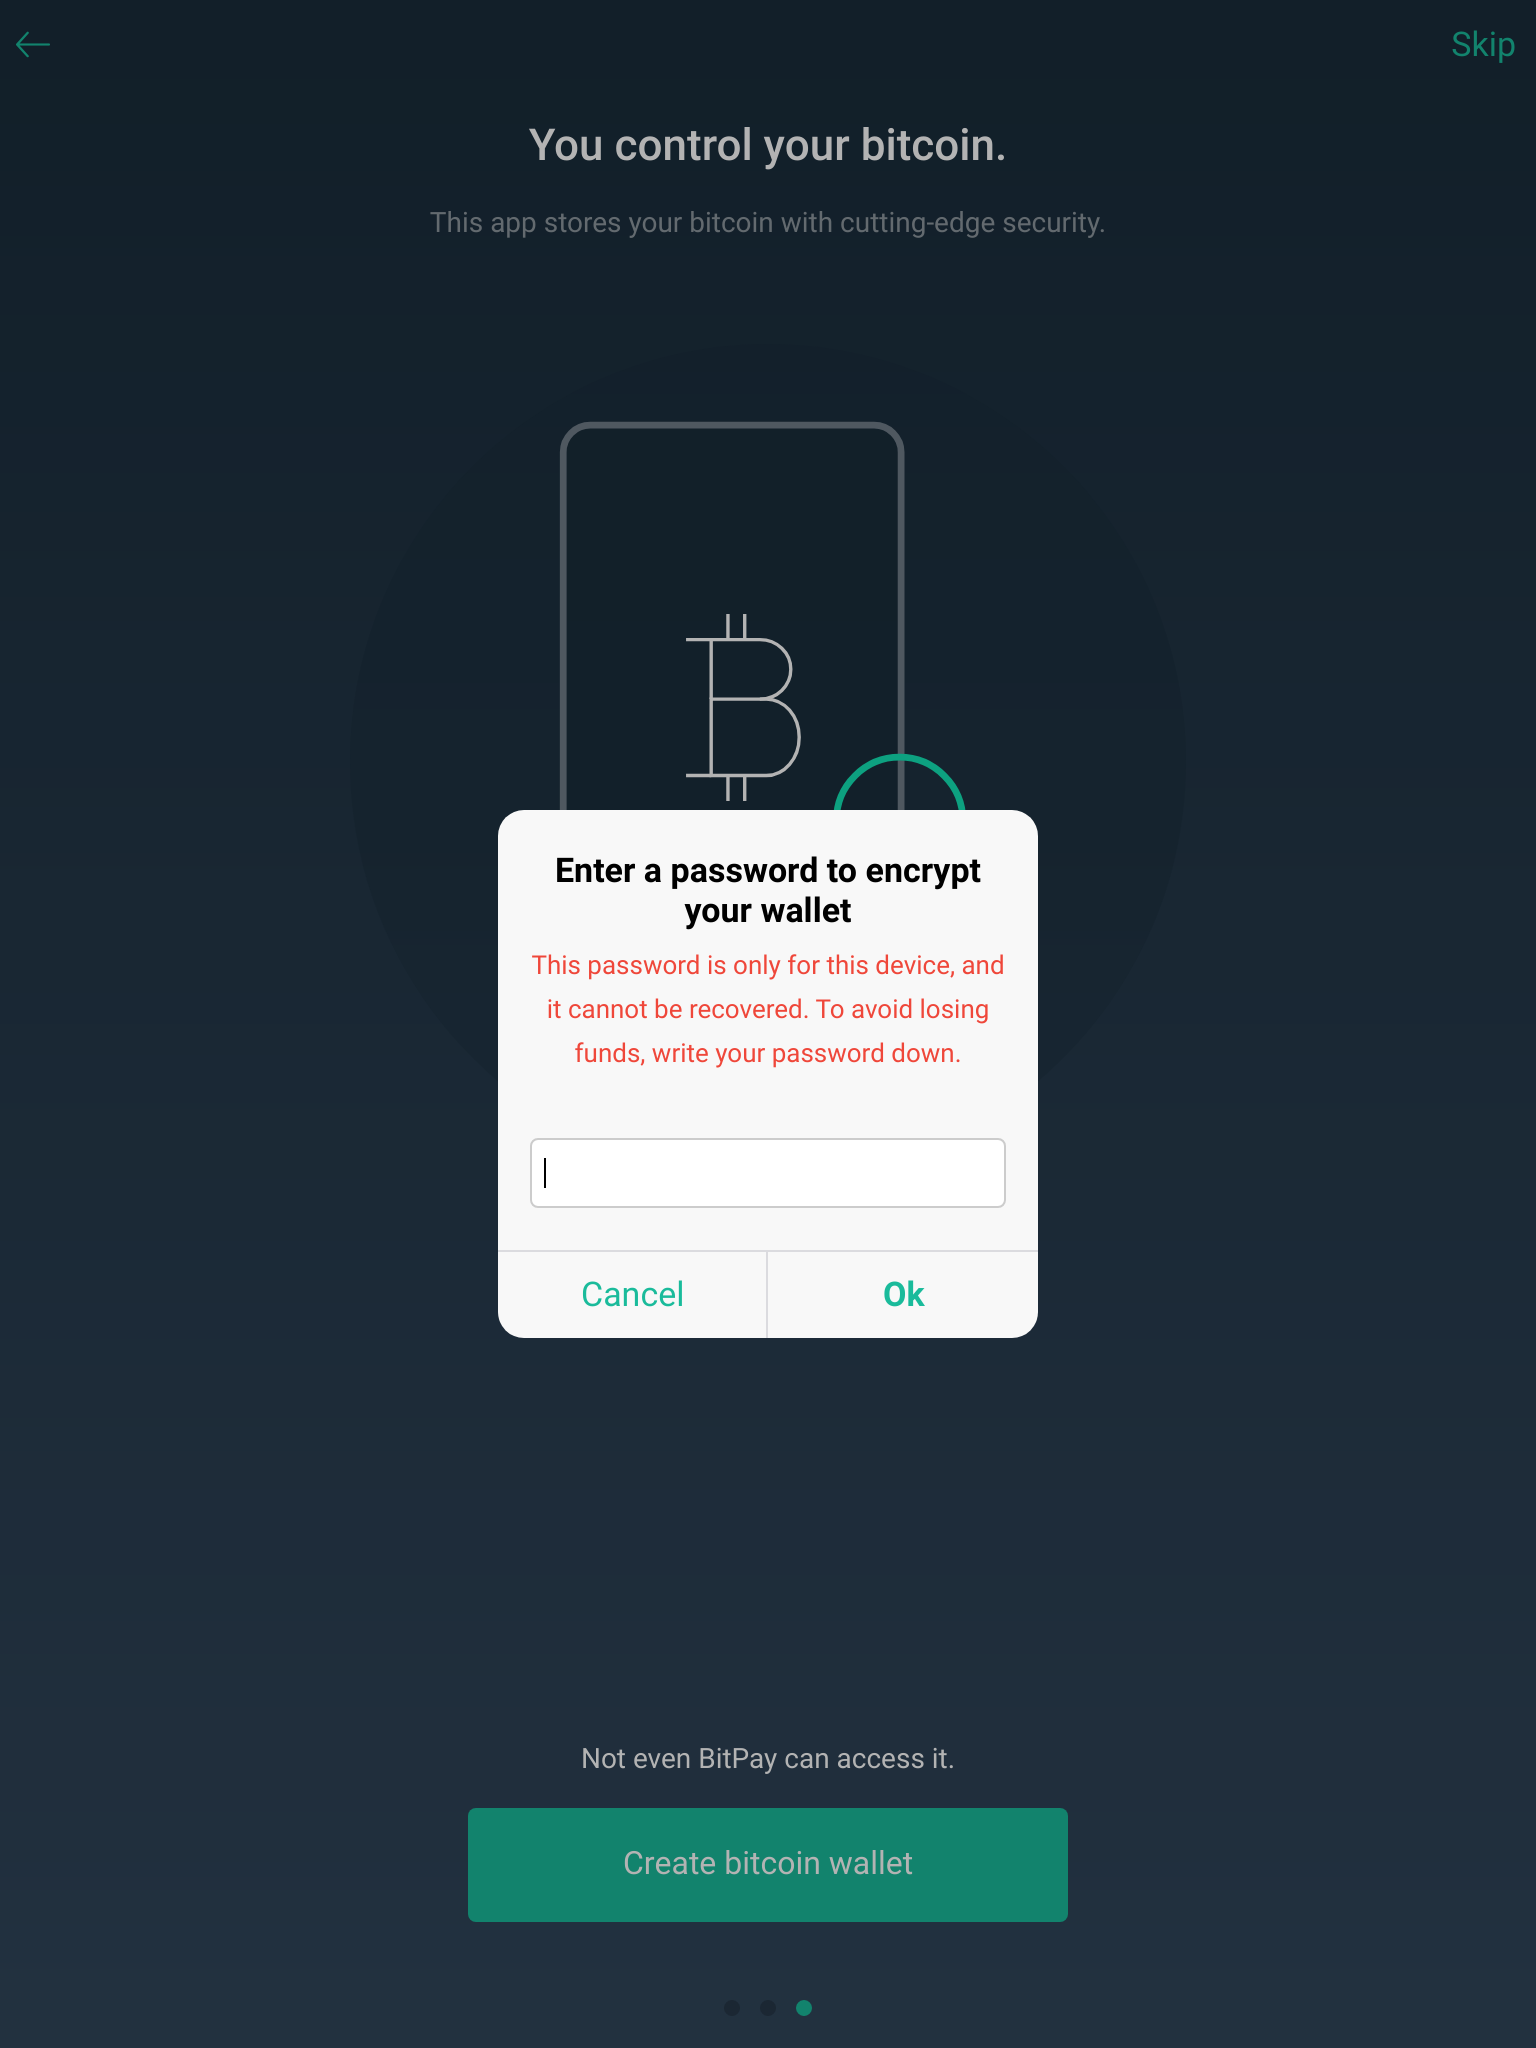 Skip
You control your bitcoin.
This app stores your bitcoin with cutting-edge security.
Enter a password to encrypt
your wallet
This password is only for this device, and
it cannot be recovered. To avoid losing
funds, write your password down.
Cancel
Ok
Not even BitPay can access it.
Create bitcoin wallet